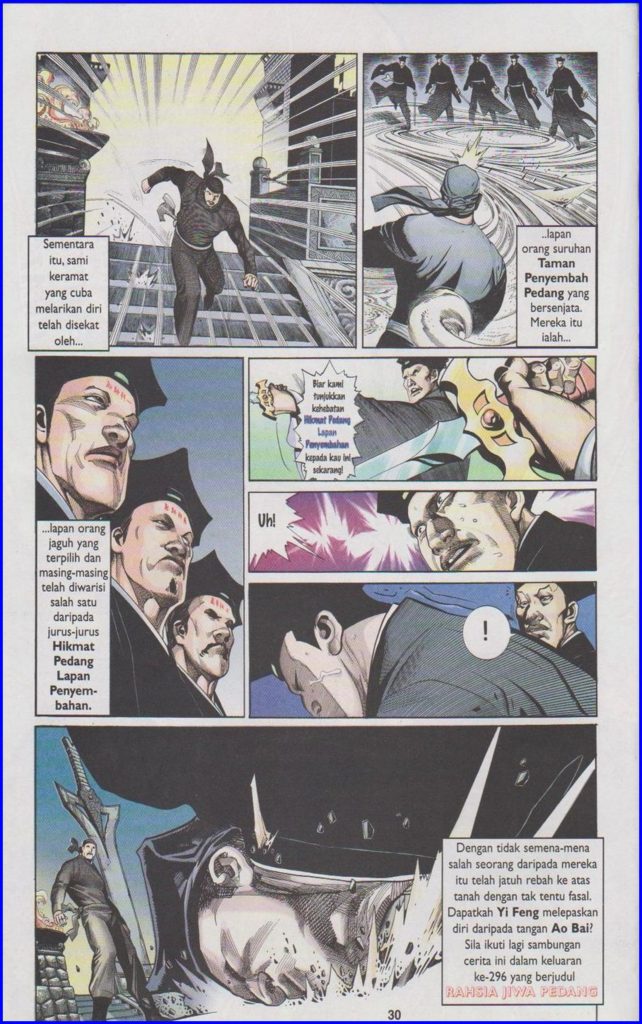 Sementara
itu, sami
keramat
yang cuba
melarikan diri
telah disekat
oleh...
..lapan
orang suruhan
Taman
Penyembah
Pedang yang
bersenjata.
Mereka itu
ialah...
...lapan orang
jaguh yang
terpilih dan
masing-masing
telah diwarisi
salah satu
daripada
jurus-jurus
Hikmat
Pedang
Lapan
Penyem-
bahan.
Biar kami
tunjukkan
kehebatan
Hikmat Pedang
Lapan
Penyembahan
kepada kau ini
sekarang!
Uh!
!
Dengan tidak semena-mena
salah seorang daripada mereka
itu telah jatuh rebah ke atas
tanah dengan tak tentu fasal.
Dapatkah Yi Feng melepaskan
diri daripada tangan Ao Bai?
Sila ikuti lagi sambungan
cerita ini dalam keluaran
ke-296 yang berjudul
RAHSIA JIWA PEDANG
30